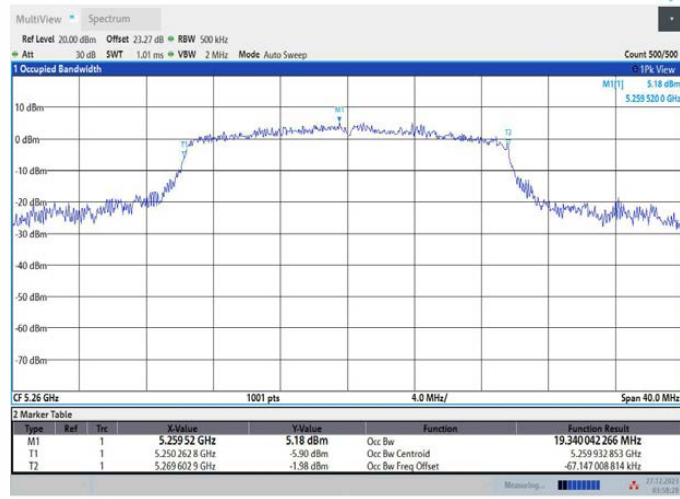 MultiView Spectrum
Ref Level 20.00 dBm Offset 23.27 dB RBW 500 kHz
Att 30 dB SWT 1.01 ms VBW 2 MHz Mode Auto Sweep Count 500/500
1 Occupied Bandwidth 1Pk View
M1[1] 5.18 dBm
5.259 520 0 GHz
10 dBm
M1
0 dBm
T1
T2
-10 dBm
-20 dBm
-30 dBm
-40 dBm
-50 dBm
-60 dBm
-70 dBm
CF 5.26 GHz 1001 pts 4.0 MHz/ Span 40.0 MHz
2 Marker Table
Type Ref Trc X-Value Y-Value Function Function Result
M1 1 5.259 52 GHz 5.18 dBm Occ Bw 19.340 042 266 MHz
T1 1 5.250 262 8 GHz -5.90 dBm Occ Bw Centroid 5.259 932 853 GHz
T2 1 5.269 602 9 GHz -1.98 dBm Occ Bw Freq Offset -67.147 008 814 kHz
Measuring... 27.12.2023
03:58:28